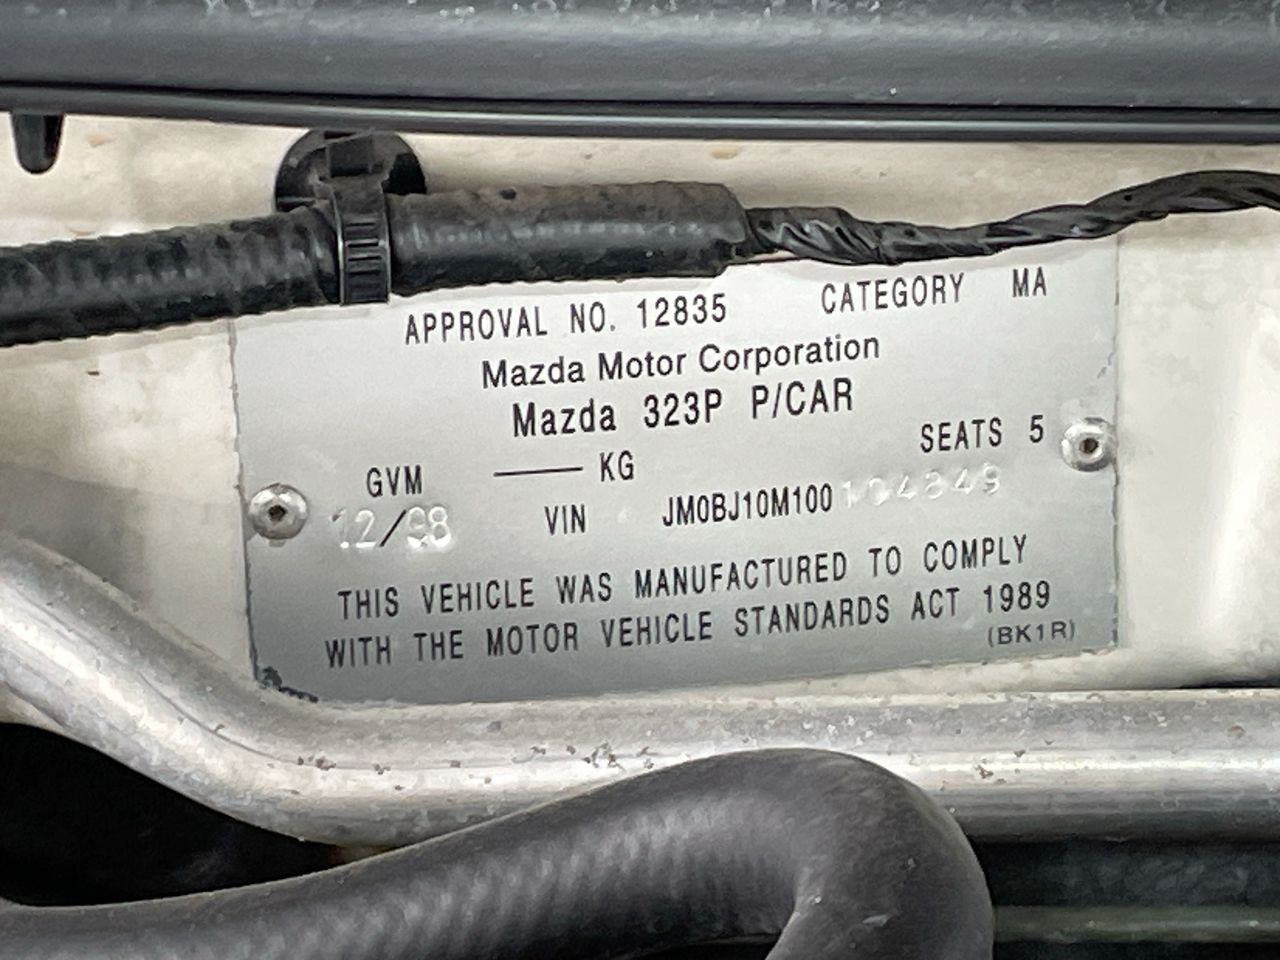 APPROVAL NO. 12835 CATEGORY MA
Mazda Motor Corporation
Mazda 323P P/CAR
SEATS 5
GVM ——— KG
12/98 VIN JM0BJ10M100104849
THIS VEHICLE WAS MANUFACTURED TO COMPLY
WITH THE MOTOR VEHICLE STANDARDS ACT 1989
(BK1R)